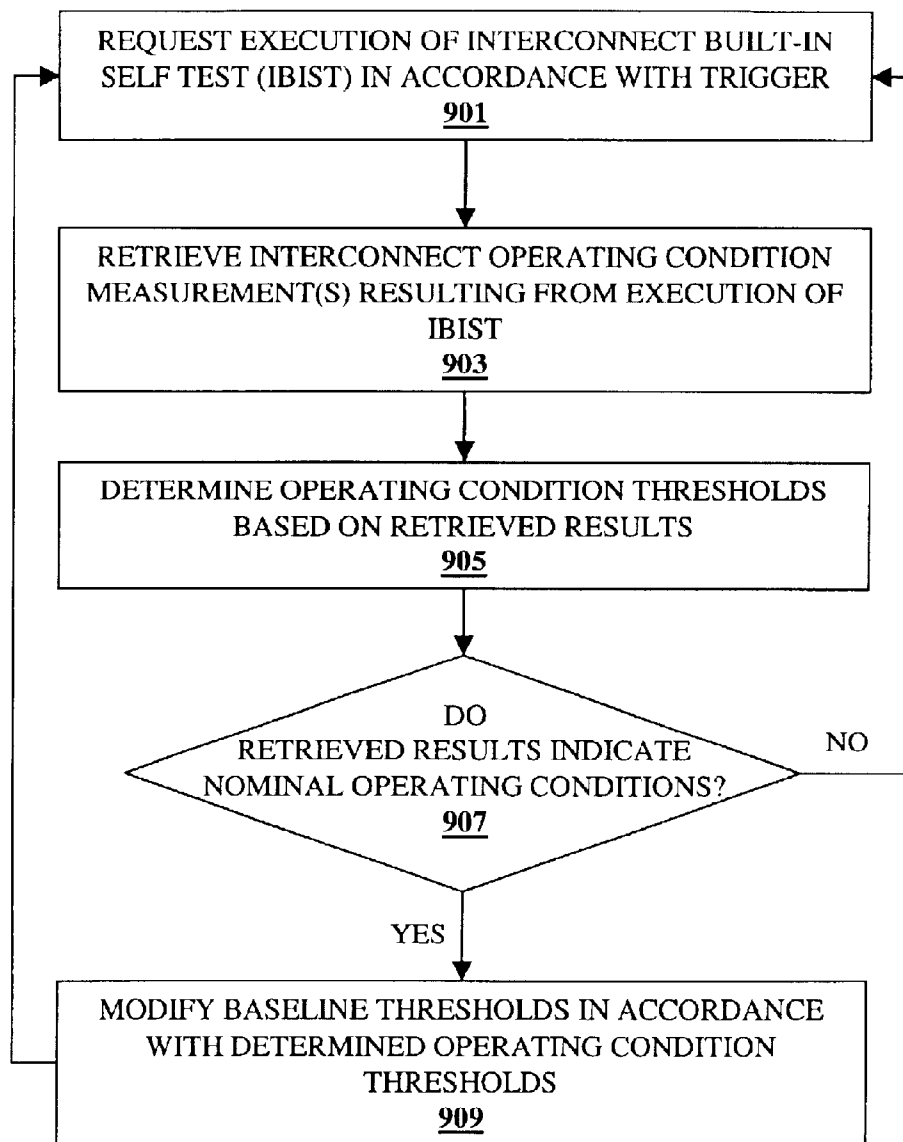 REQUEST EXECUTION OF INTERCONNECT BUILT-IN
SELF TEST (IBIST) IN ACCORDANCE WITH TRIGGER
901
RETRIEVE INTERCONNECT OPERATING CONDITION
MEASUREMENT(S) RESULTING FROM EXECUTION OF
IBIST
903
DETERMINE OPERATING CONDITION THRESHOLDS
BASED ON RETRIEVED RESULTS
905
DO
RETRIEVED RESULTS INDICATE
NOMINAL OPERATING CONDITIONS?
907
NO
YES
MODIFY BASELINE THRESHOLDS IN ACCORDANCE
WITH DETERMINED OPERATING CONDITION
THRESHOLDS
909